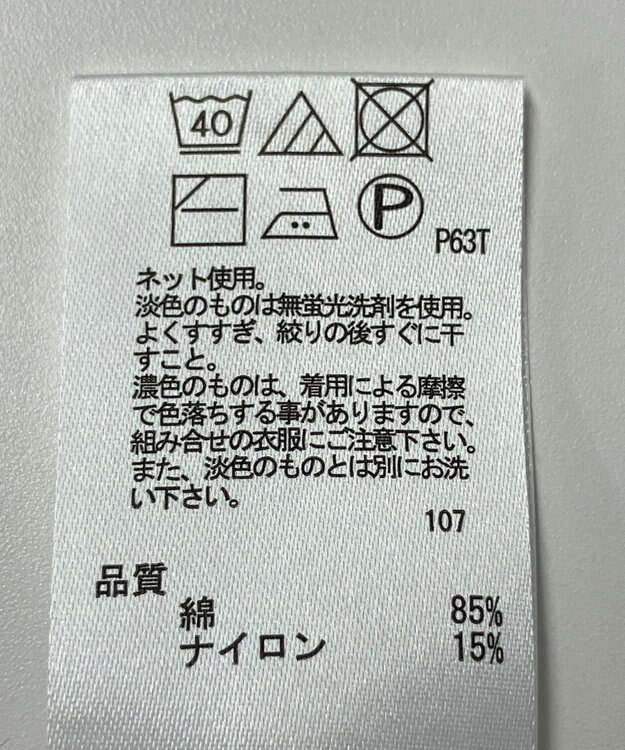 40
P
P63T
ネット使用。
淡色のものは無蛍光洗剤を使用。
よくすすぎ、絞りの後すぐに干
すこと。
濃色のものは、着用による摩擦
で色落ちする事がありますので、
組み合せの衣服にご注意下さい。
また、淡色のものとは別にお洗
い下さい。
107
品質
綿 85%
ナイロン 15%